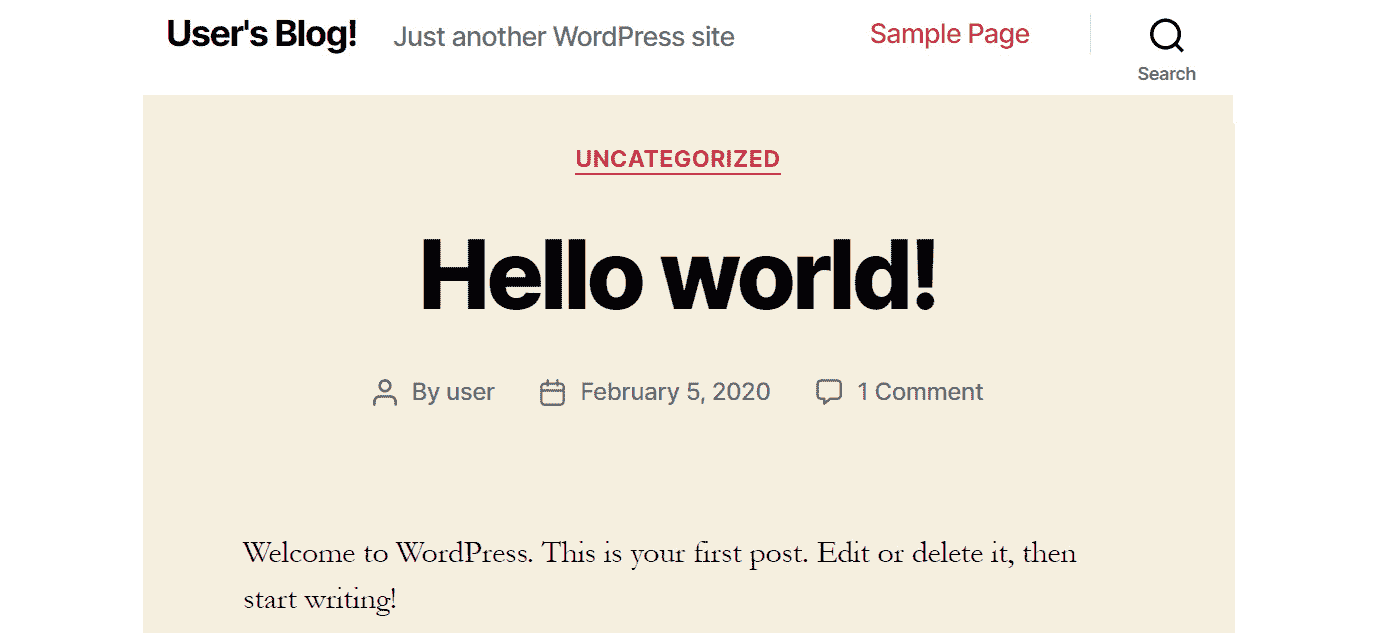 User's Blog! Just another WordPress site Sample Page
Search
UNCATEGORIZED
Hello world!
By user February 5, 2020 1 Comment
Welcome to WordPress. This is your first post. Edit or delete it, then
start writing!